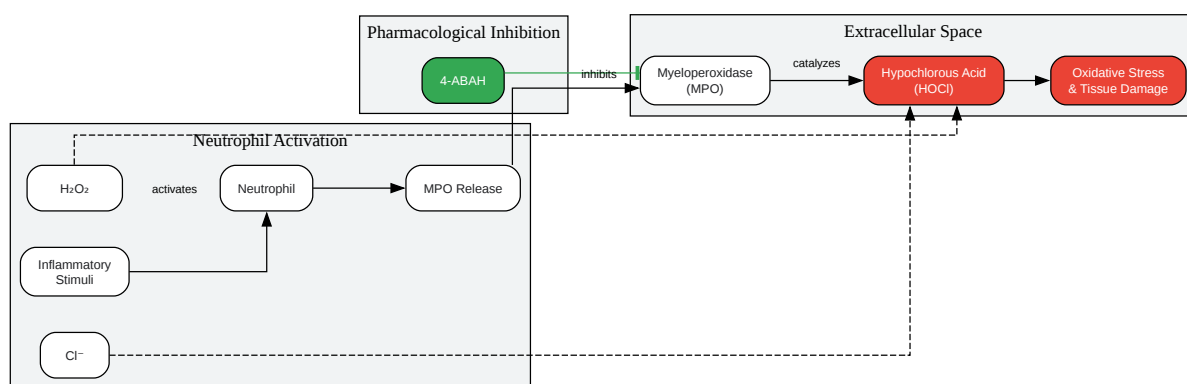 Pharmacological Inhibition
4-ABAH
inhibits
Extracellular Space
Myeloperoxidase
(MPO)
catalyzes
Hypochlorous Acid
(HOCl)
Oxidative Stress
& Tissue Damage
Neutrophil Activation
H₂O₂
activates
Neutrophil
MPO Release
Inflammatory
Stimuli
Cl⁻